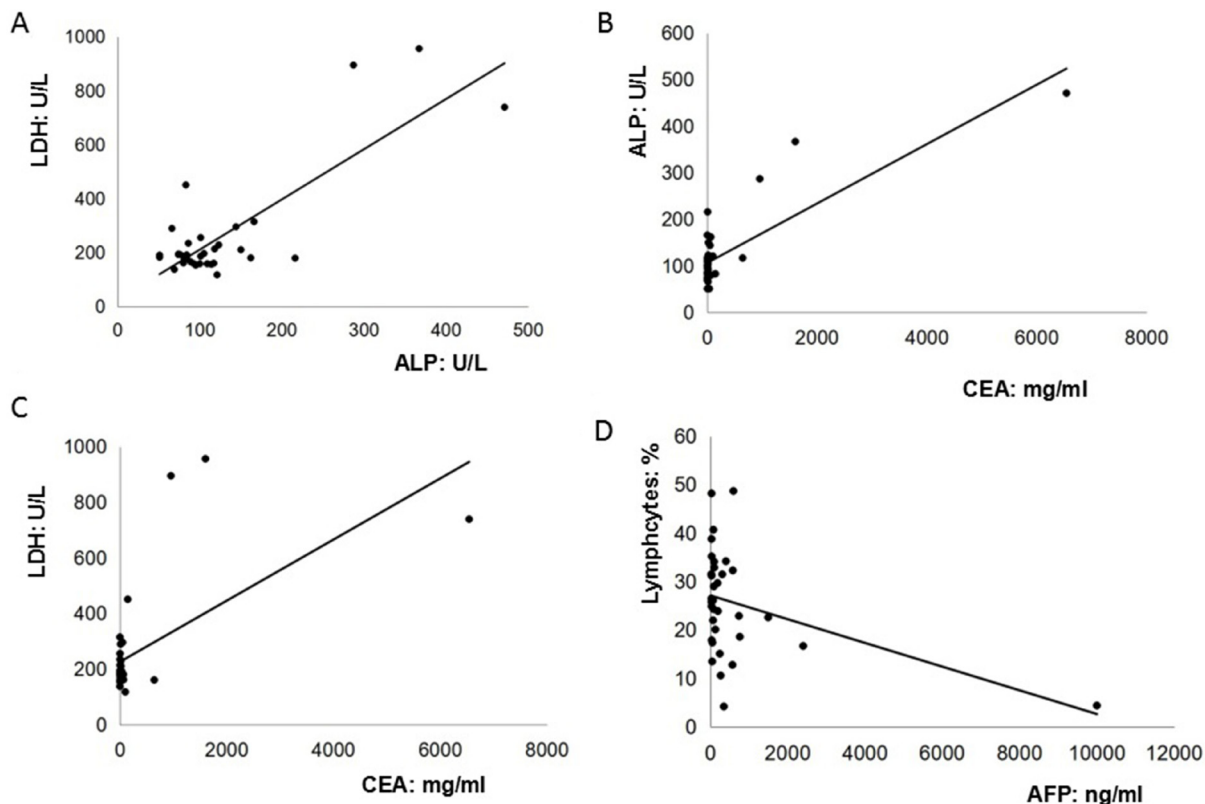 A
LDH: U/L
1000
800
600
400
200
0
0 100 200 300 400 500
ALP: U/L
B
ALP: U/L
600
500
400
300
200
100
0
0 2000 4000 6000 8000
CEA: mg/ml
C
LDH: U/L
1000
800
600
400
200
0
0 2000 4000 6000 8000
CEA: mg/ml
D
Lymphcytes: %
60
50
40
30
20
10
0
0 2000 4000 6000 8000 10000 12000
AFP: ng/ml